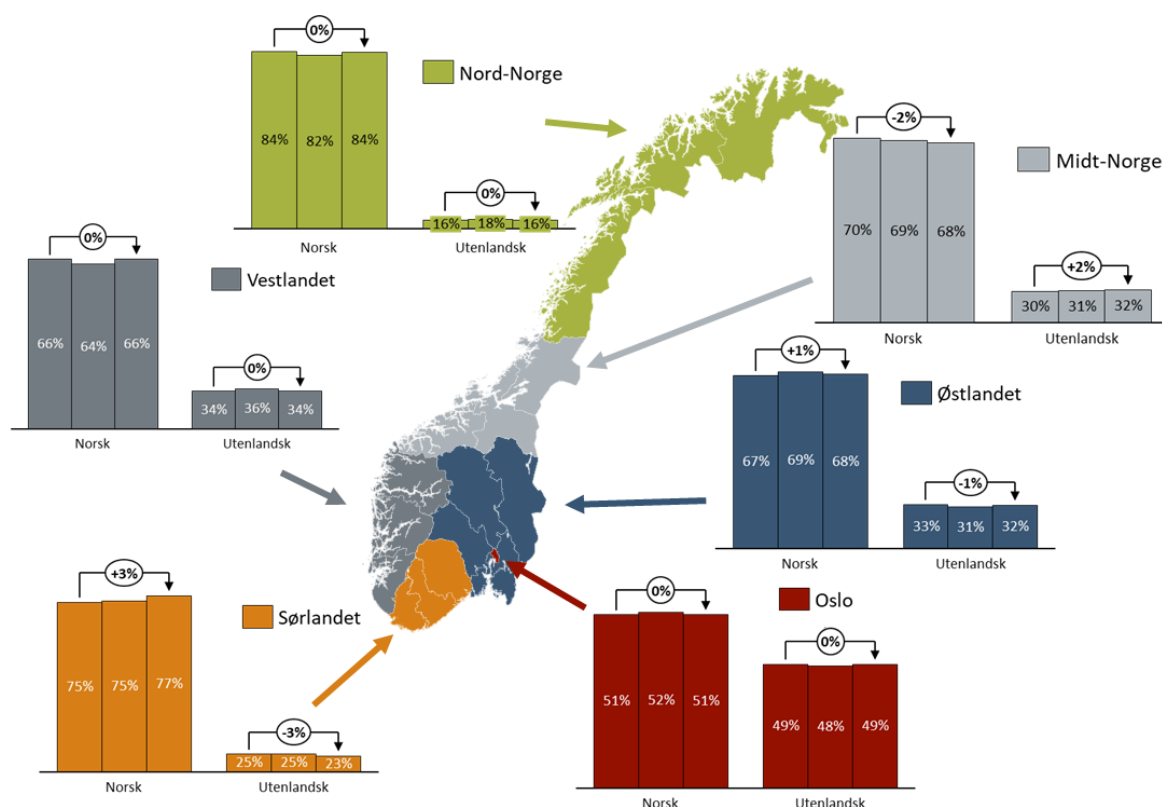 0%
Nord-Norge
84% 82% 84%
0%
16% 18% 16%
Norsk Utenlandsk
-2%
Midt-Norge
70% 69% 68%
+2%
30% 31% 32%
Norsk Utenlandsk
0%
Vestlandet
66% 64% 66%
0%
34% 36% 34%
Norsk Utenlandsk
+1%
Østlandet
67% 69% 68%
-1%
33% 31% 32%
Norsk Utenlandsk
+3%
Sørlandet
75% 75% 77%
-3%
25% 25% 23%
Norsk Utenlandsk
0%
Oslo
51% 52% 51%
0%
49% 48% 49%
Norsk Utenlandsk